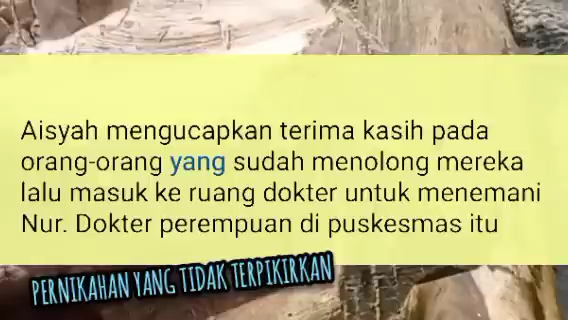 Aisyah mengucapkan terima kasih pada
orang-orang yang sudah menolong mereka
lalu masuk ke ruang dokter untuk menemani
Nur. Dokter perempuan di puskesmas itu
PERNIKAHAN YANG TIDAK TERPIKIRKAN